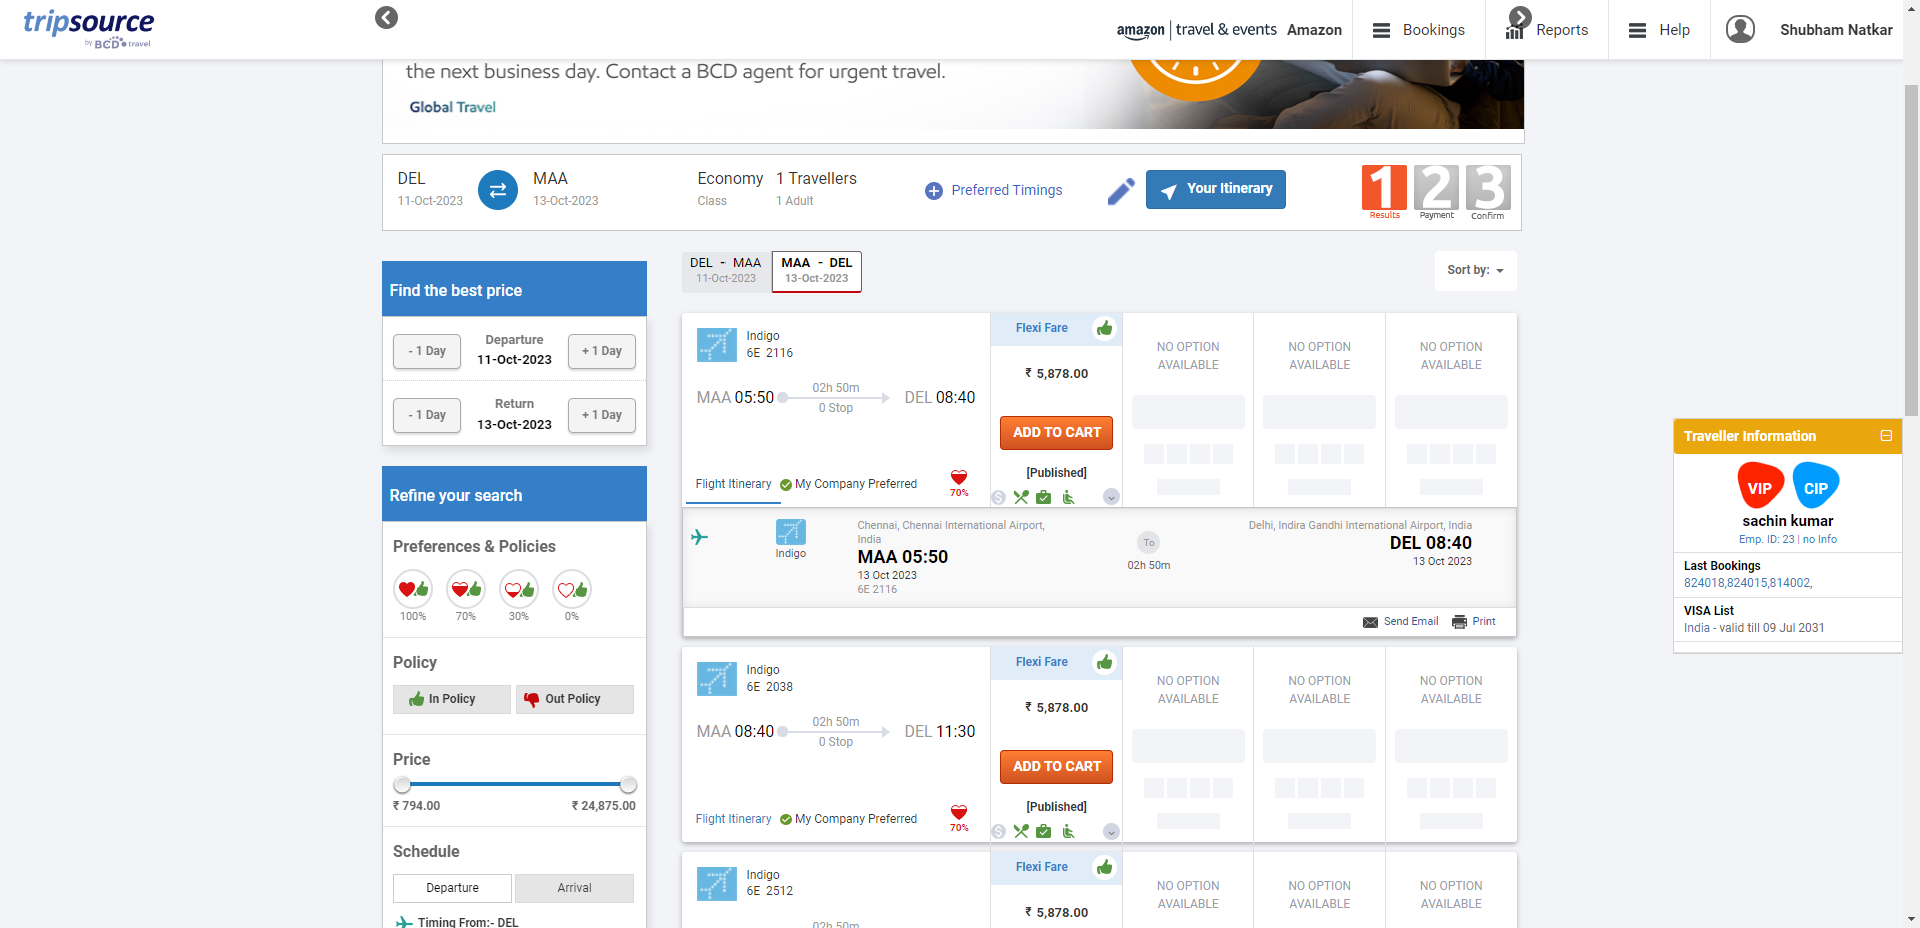 tripsource
by BCD travel
amazon travel & events Amazon
Bookings
Reports
Help
Shubham Natkar
the next business day. Contact a BCD agent for urgent travel.
Global Travel
DEL
11-Oct-2023
MAA
13-Oct-2023
Economy
Class
1 Travellers
1 Adult
Preferred Timings
Your Itinerary
1
Results
2
Payment
3
Confirm
Find the best price
- 1 Day
Departure
11-Oct-2023
+ 1 Day
- 1 Day
Return
13-Oct-2023
+ 1 Day
Refine your search
Preferences & Policies
100% 70% 30% 0%
Policy
In Policy
Out Policy
Price
₹ 794.00 ₹ 24,875.00
Schedule
Departure
Arrival
Timing From:- DEL
DEL - MAA
11-Oct-2023
MAA - DEL
13-Oct-2023
Sort by:
Indigo
6E 2116
MAA 05:50
02h 50m
0 Stop
DEL 08:40
Flight Itinerary
My Company Preferred
70%
Flexi Fare
₹ 5,878.00
ADD TO CART
[Published]
NO OPTION
AVAILABLE
NO OPTION
AVAILABLE
NO OPTION
AVAILABLE
Indigo
Chennai, Chennai International Airport,
India
MAA 05:50
13 Oct 2023
6E 2116
To
02h 50m
Delhi, Indira Gandhi International Airport, India
DEL 08:40
13 Oct 2023
Send Email
Print
Indigo
6E 2038
MAA 08:40
02h 50m
0 Stop
DEL 11:30
Flight Itinerary
My Company Preferred
70%
Flexi Fare
₹ 5,878.00
ADD TO CART
[Published]
NO OPTION
AVAILABLE
NO OPTION
AVAILABLE
NO OPTION
AVAILABLE
Indigo
6E 2512
02h 50m
Flexi Fare
₹ 5,878.00
NO OPTION
AVAILABLE
NO OPTION
AVAILABLE
NO OPTION
AVAILABLE
Traveller Information
VIP
CIP
sachin kumar
Emp. ID: 23 | no Info
Last Bookings
824018,824015,814002,
VISA List
India - valid till 09 Jul 2031